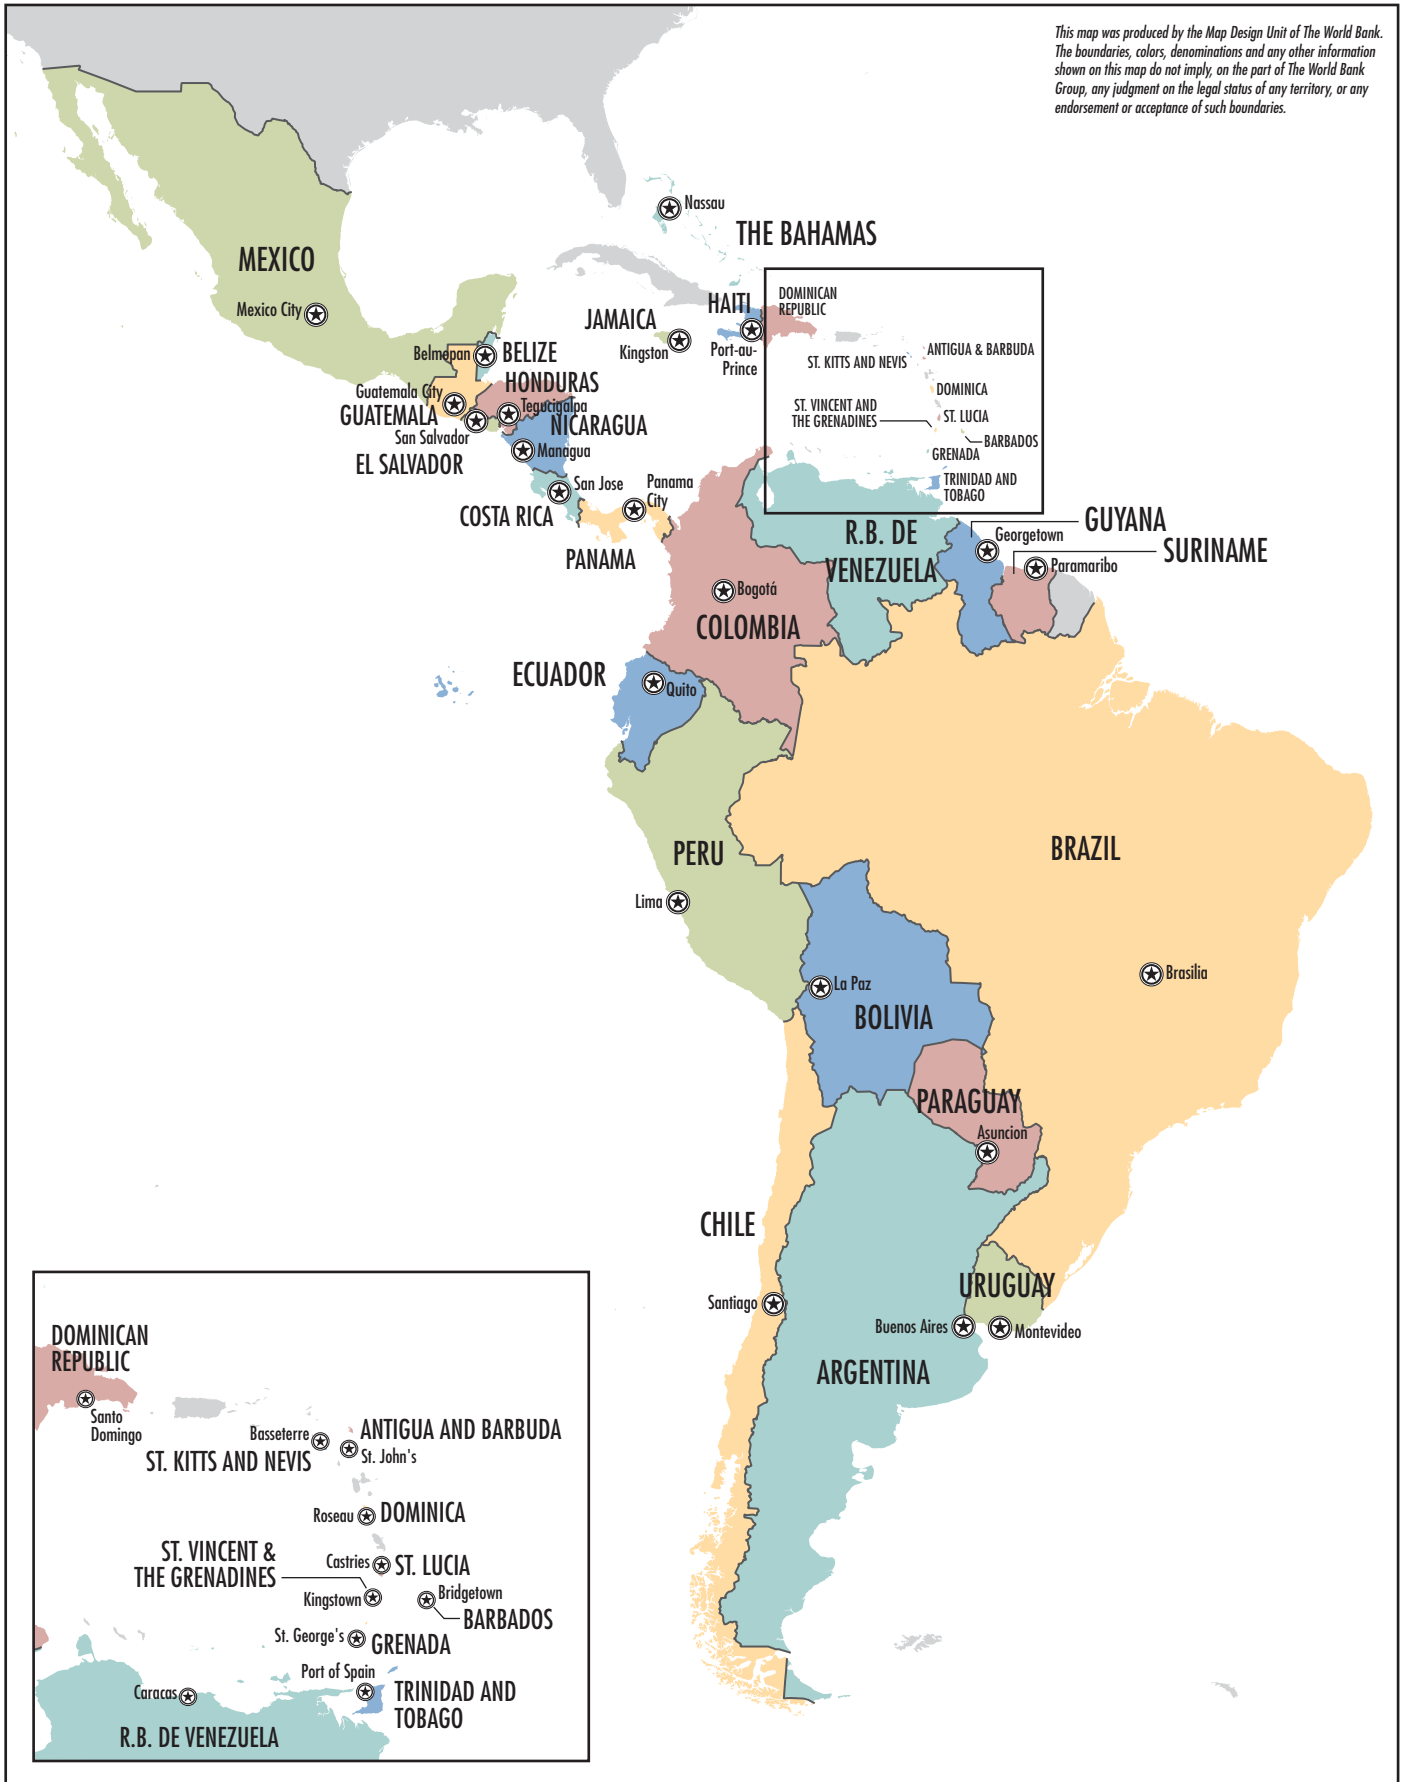 This map was produced by the Map Design Unit of The World Bank.
The boundaries, colors, denominations and any other information
shown on this map do not imply, on the part of The World Bank
Group, any judgment on the legal status of any territory, or any
endorsement or acceptance of such boundaries.
Nassau
THE BAHAMAS
MEXICO
Mexico City
HAITI
DOMINICAN
REPUBLIC
JAMAICA
Kingston
Port-au-
Prince
ANTIGUA & BARBUDA
ST. KITTS AND NEVIS
DOMINICA
ST. VINCENT AND
THE GRENADINES
ST. LUCIA
BARBADOS
GRENADA
TRINIDAD AND
TOBAGO
Belmopan
BELIZE
HONDURAS
Guatemala City
GUATEMALA
Tegucigalpa
NICARAGUA
San Salvador
EL SALVADOR
Managua
San Jose
Panama
City
COSTA RICA
PANAMA
R.B. DE
VENEZUELA
GUYANA
Georgetown
SURINAME
Paramaribo
Bogotá
COLOMBIA
ECUADOR
Quito
PERU
Lima
BRAZIL
Brasilia
La Paz
BOLIVIA
PARAGUAY
Asuncion
CHILE
Santiago
URUGUAY
Buenos Aires
Montevideo
ARGENTINA
DOMINICAN
REPUBLIC
Santo
Domingo
Basseterre
ANTIGUA AND BARBUDA
ST. KITTS AND NEVIS
St. John's
Roseau
DOMINICA
ST. VINCENT &
THE GRENADINES
Castries
ST. LUCIA
Kingstown
Bridgetown
BARBADOS
St. George's
GRENADA
Port of Spain
Caracas
TRINIDAD AND
TOBAGO
R.B. DE VENEZUELA